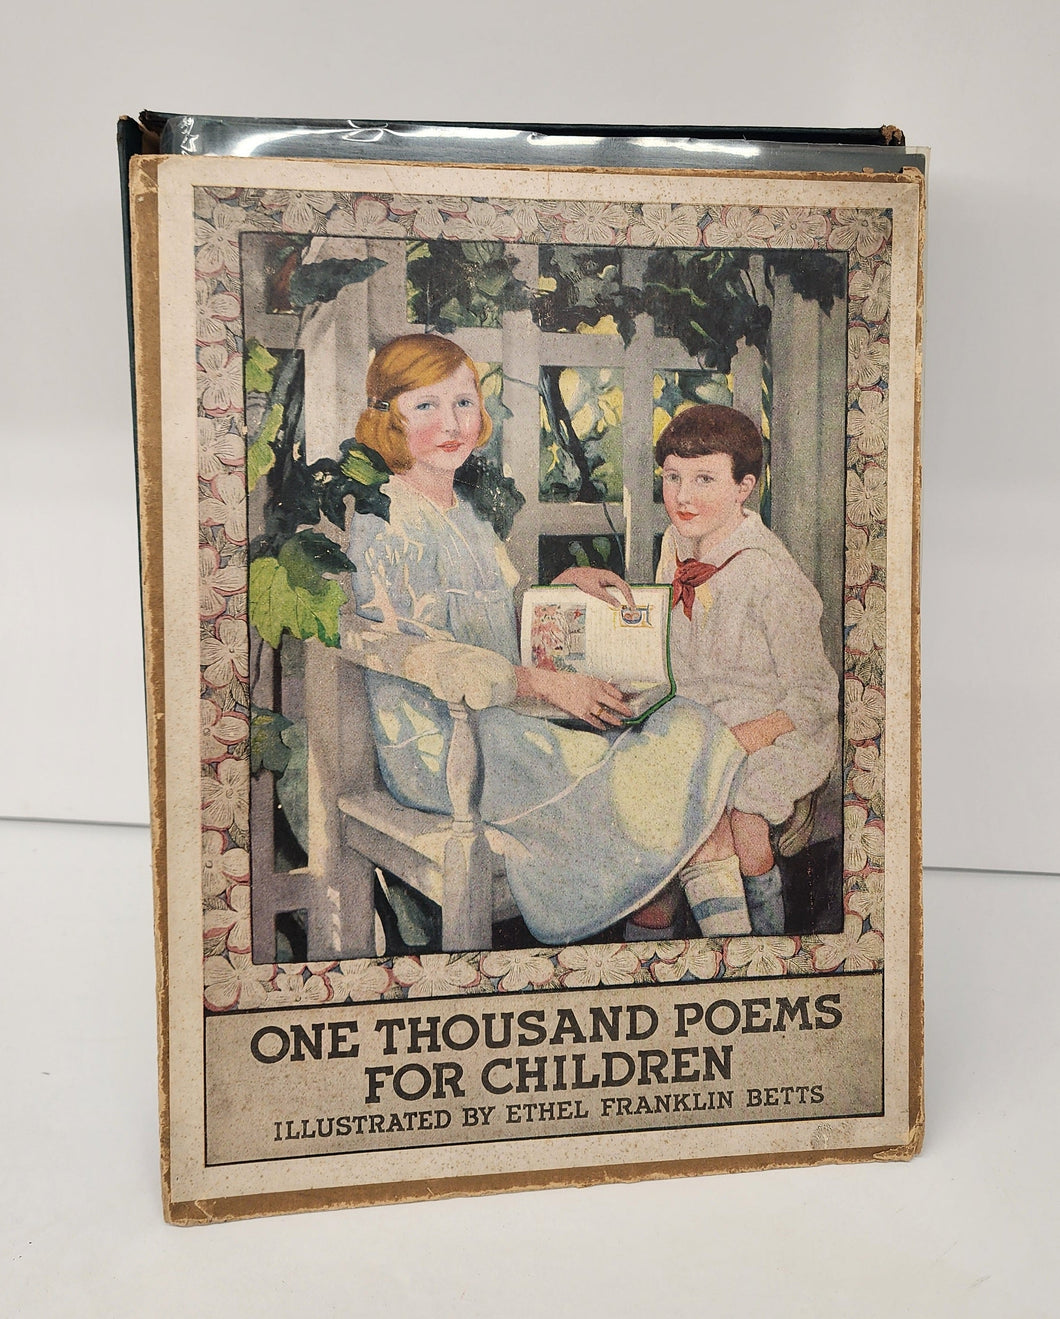 ONE THOUSAND POEMS
FOR CHILDREN
ILLUSTRATED BY ETHEL FRANKLIN BETTS